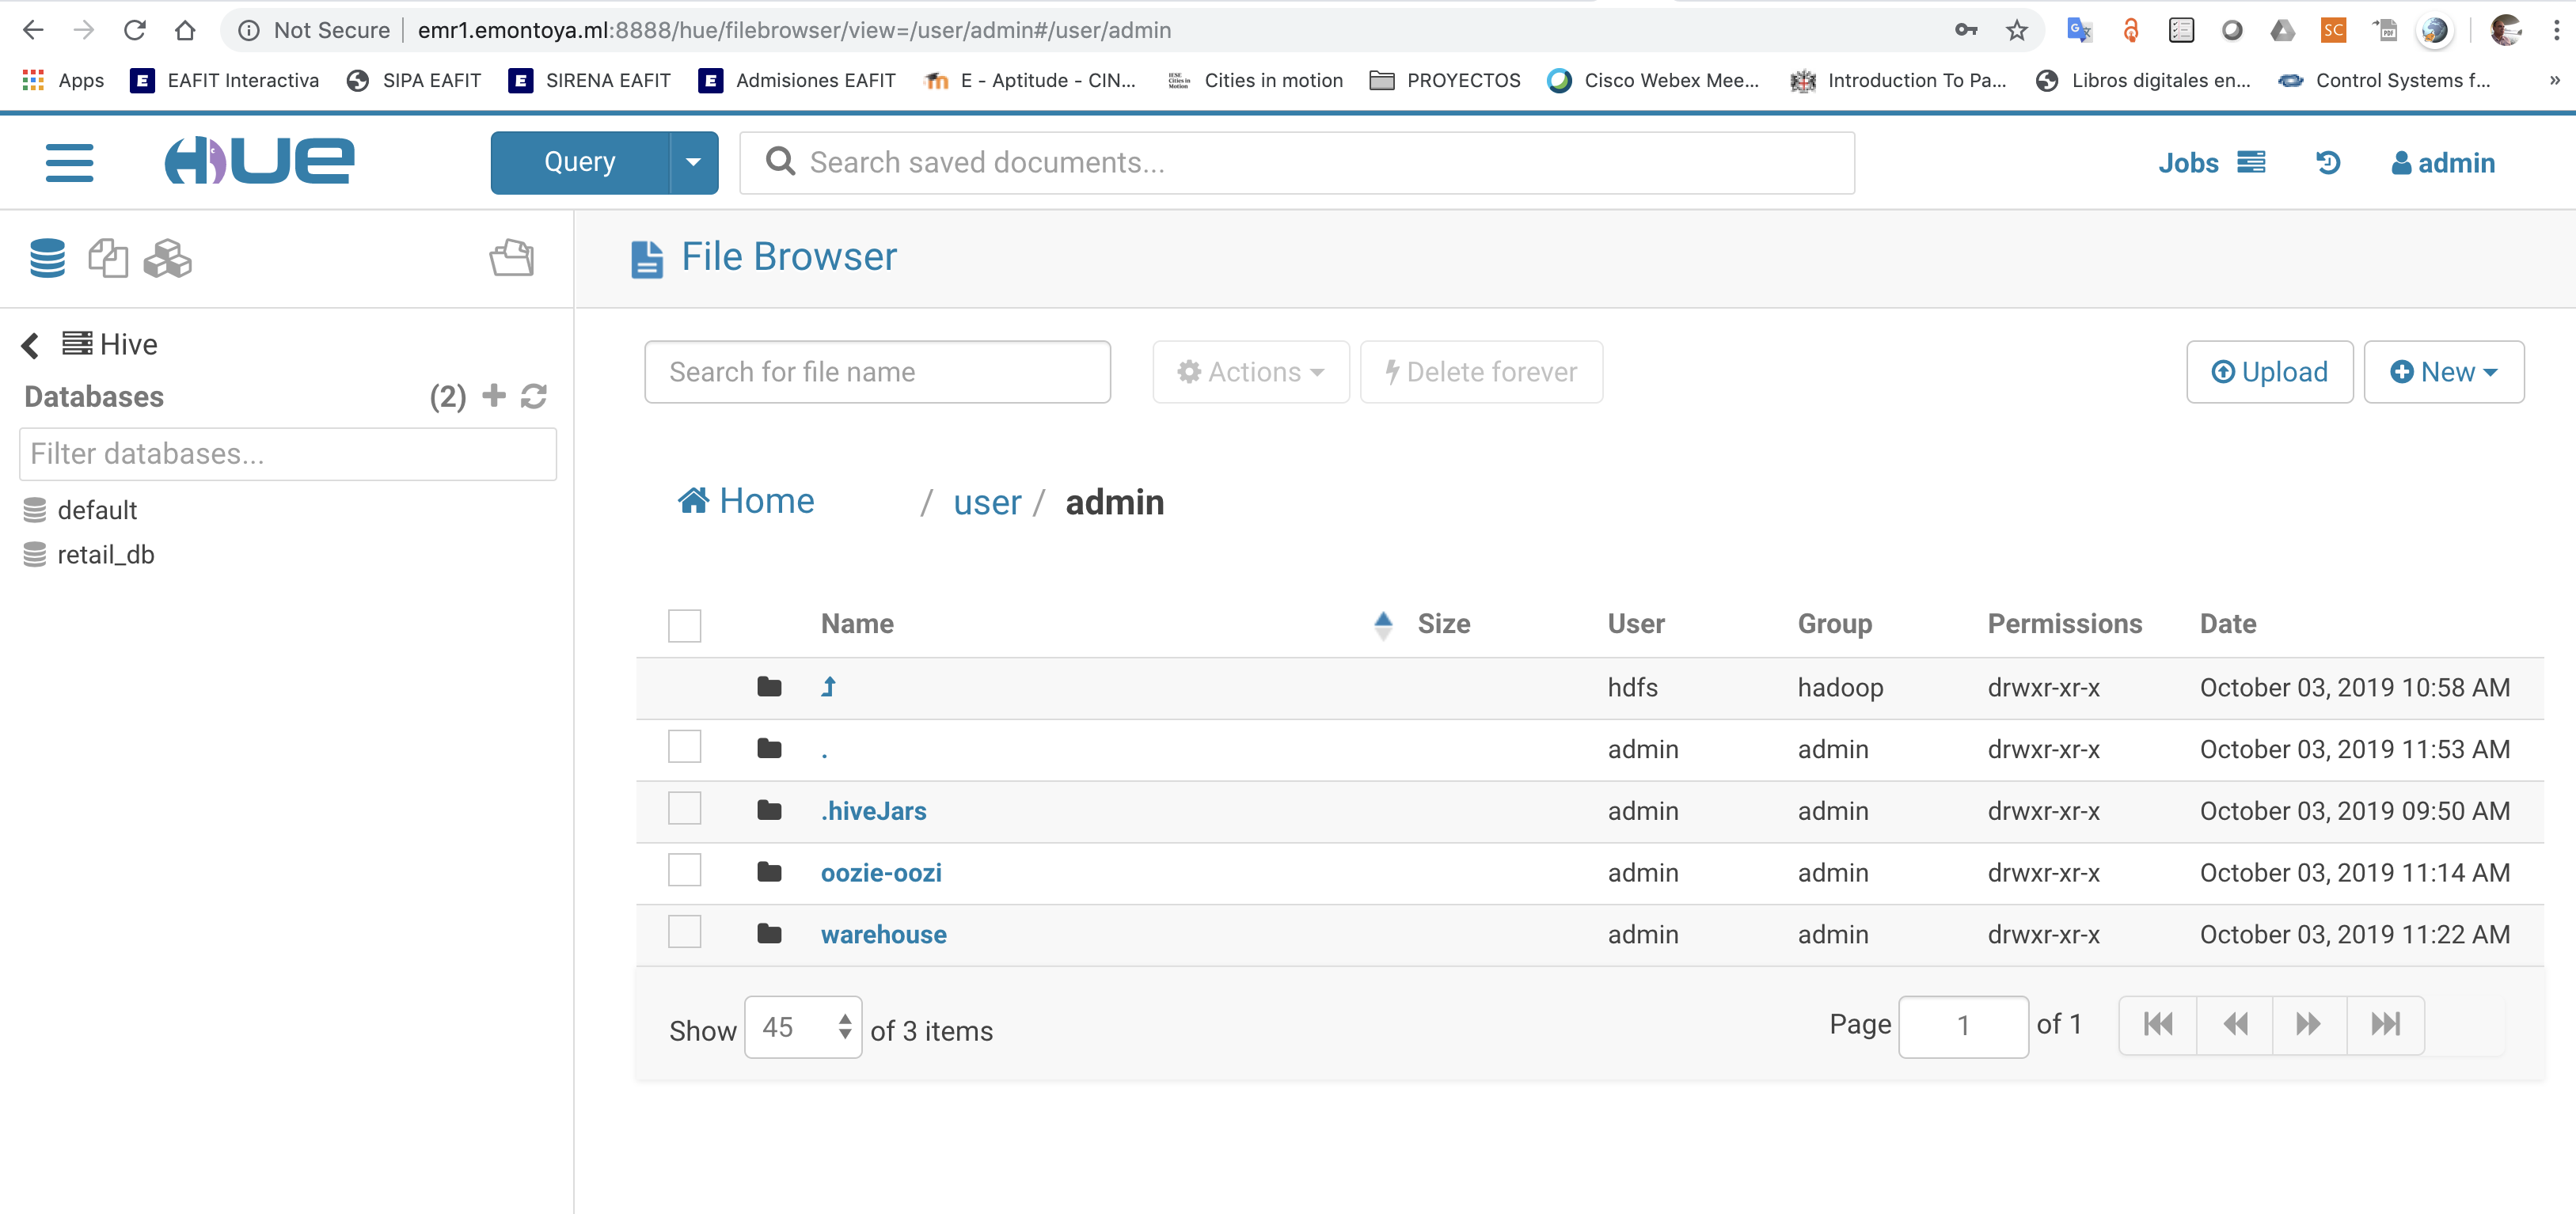 Not Secure emr1.emontoya.ml:8888/hue/filebrowser/view=/user/admin#/user/admin
Apps EAFIT Interactiva SIPA EAFIT SIRENA EAFIT Admisiones EAFIT E - Aptitude - CIN... Cities in motion PROYECTOS Cisco Webex Mee... Introduction To Pa... Libros digitales en... Control Systems f... »
HUE Query Search saved documents... Jobs admin
File Browser
Hive
Databases (2)
Filter databases...
default
retail_db
Search for file name Actions Delete forever Upload New
Home / user / admin
Name Size User Group Permissions Date
hdfs hadoop drwxr-xr-x October 03, 2019 10:58 AM
. admin admin drwxr-xr-x October 03, 2019 11:53 AM
.hiveJars admin admin drwxr-xr-x October 03, 2019 09:50 AM
oozie-oozi admin admin drwxr-xr-x October 03, 2019 11:14 AM
warehouse admin admin drwxr-xr-x October 03, 2019 11:22 AM
Show 45 of 3 items Page 1 of 1